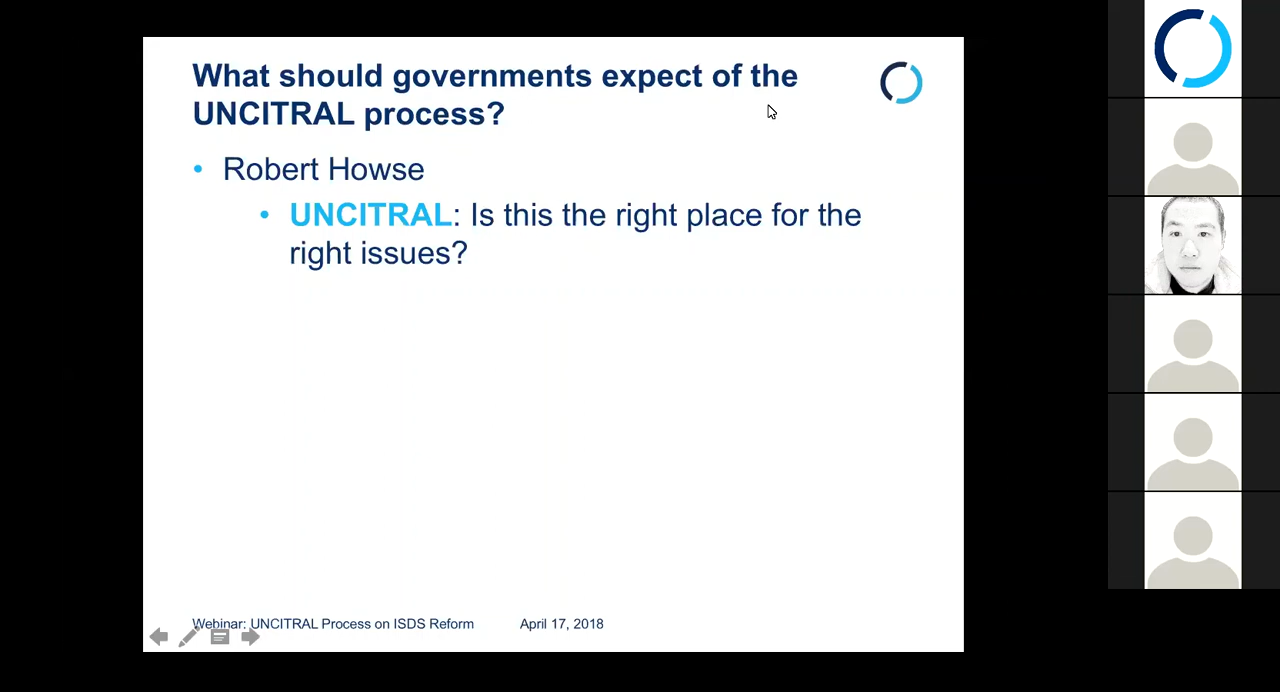 What should governments expect of the
UNCITRAL process?
• Robert Howse
• UNCITRAL: Is this the right place for the
right issues?
Webinar: UNCITRAL Process on ISDS Reform April 17, 2018